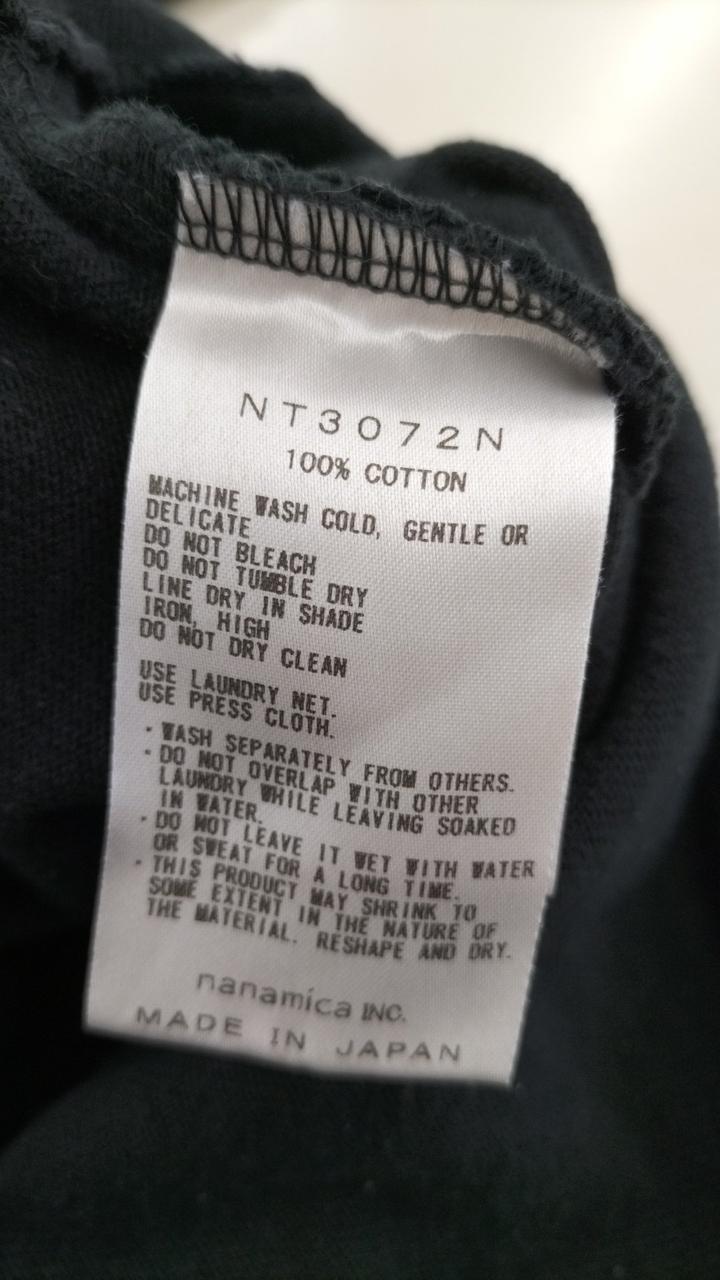 NT3072N
100% COTTON
MACHINE WASH COLD, GENTLE OR
DELICATE
DO NOT BLEACH
DO NOT TUMBLE DRY
LINE DRY IN SHADE
IRON, HIGH
DO NOT DRY CLEAN
USE LAUNDRY NET.
USE PRESS CLOTH.
・WASH SEPARATELY FROM OTHERS.
・DO NOT OVERLAP WITH OTHER
LAUNDRY WHILE LEAVING SOAKED
IN WATER.
・DO NOT LEAVE IT WET WITH WATER
OR SWEAT FOR A LONG TIME.
・THIS PRODUCT MAY SHRINK TO
SOME EXTENT IN THE NATURE OF
THE MATERIAL. RESHAPE AND DRY.
nanamica INC.
MADE IN JAPAN